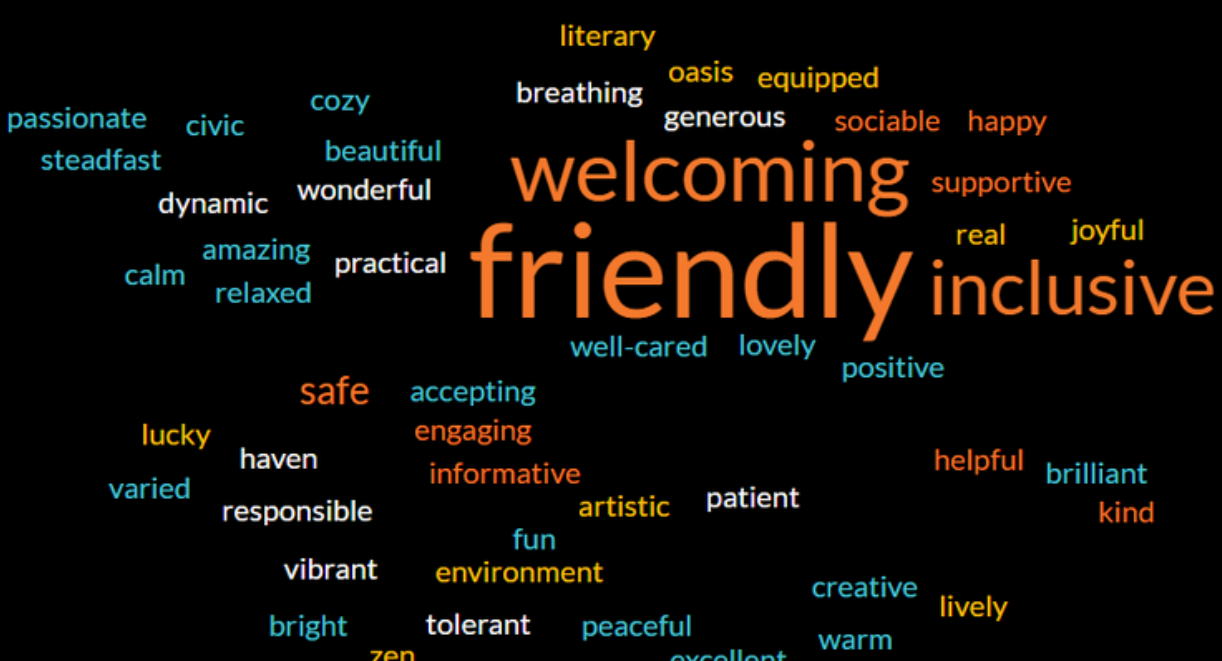 literary
oasis equipped
breathing
generous
cozy
passionate civic
sociable happy
steadfast
beautiful
welcoming
wonderful
supportive
dynamic
real joyful
amazing practical
calm
relaxed
friendly
inclusive
well-cared lovely
positive
safe accepting
lucky
engaging
haven
informative
helpful brilliant
varied
responsible
artistic patient
kind
fun
vibrant environment
creative
lively
bright tolerant peaceful
warm
zen
excellent